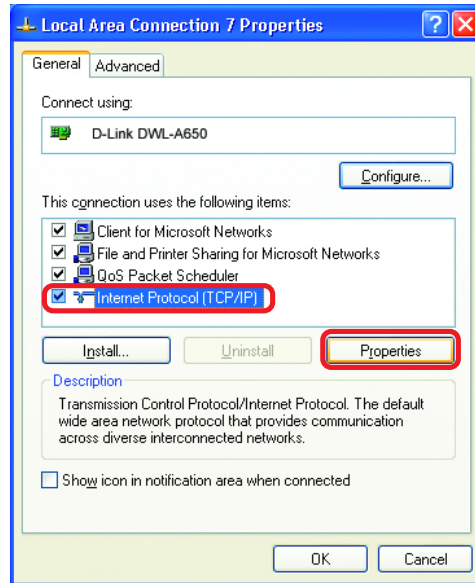 Local Area Connection 7 Properties
General Advanced
Connect using:
D-Link DWL-A650
Configure...
This connection uses the following items:
Client for Microsoft Networks
File and Printer Sharing for Microsoft Networks
QoS Packet Scheduler
Internet Protocol (TCP/IP)
Install... Uninstall Properties
Description
Transmission Control Protocol/Internet Protocol. The default
wide area network protocol that provides communication
across diverse interconnected networks.
Show icon in notification area when connected
OK Cancel